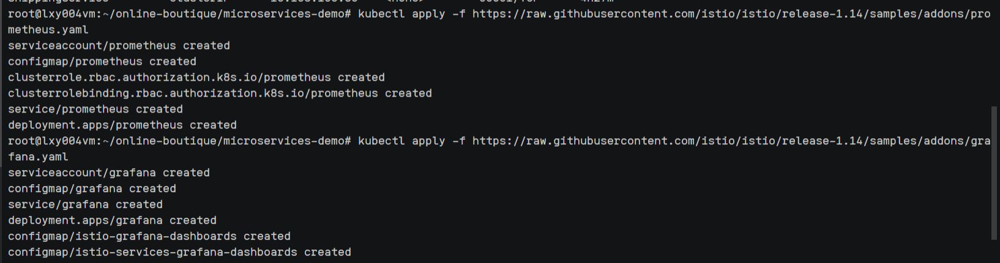 root@lxy004vm:~/online-boutique/microservices-demo# kubectl apply -f https://raw.githubusercontent.com/istio/istio/release-1.14/samples/addons/pro
metheus.yaml
serviceaccount/prometheus created
configmap/prometheus created
clusterrole.rbac.authorization.k8s.io/prometheus created
clusterrolebinding.rbac.authorization.k8s.io/prometheus created
service/prometheus created
deployment.apps/prometheus created
root@lxy004vm:~/online-boutique/microservices-demo# kubectl apply -f https://raw.githubusercontent.com/istio/istio/release-1.14/samples/addons/gra
fana.yaml
serviceaccount/grafana created
configmap/grafana created
service/grafana created
deployment.apps/grafana created
configmap/istio-grafana-dashboards created
configmap/istio-services-grafana-dashboards created